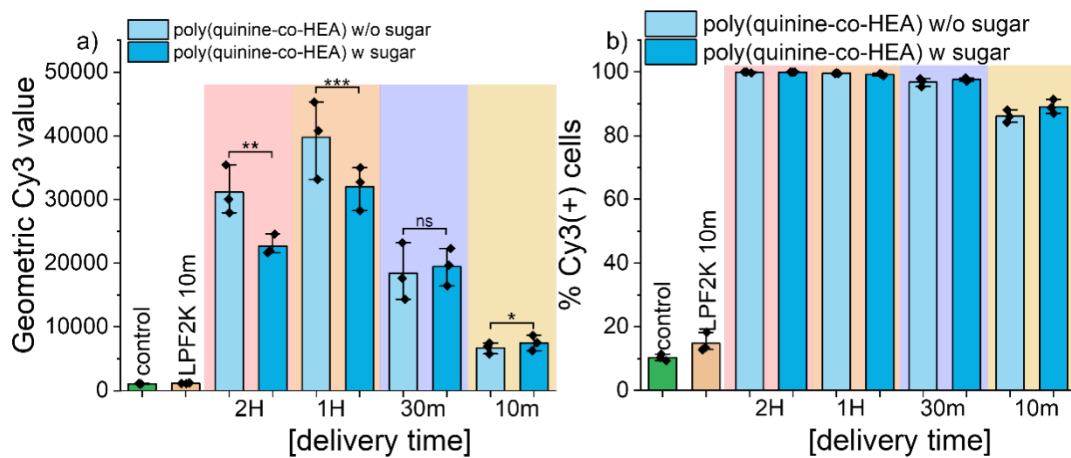 a)
poly(quinine-co-HEA) w/o sugar
poly(quinine-co-HEA) w sugar
Geometric Cy3 value
50000
40000
30000
20000
10000
0
control
LPF2K 10m
**
***
ns
*
2H 1H 30m 10m
[delivery time]
b)
poly(quinine-co-HEA) w/o sugar
poly(quinine-co-HEA) w sugar
% Cy3(+) cells
100
80
60
40
20
0
control
LPF2K 10m
2H 1H 30m 10m
[delivery time]